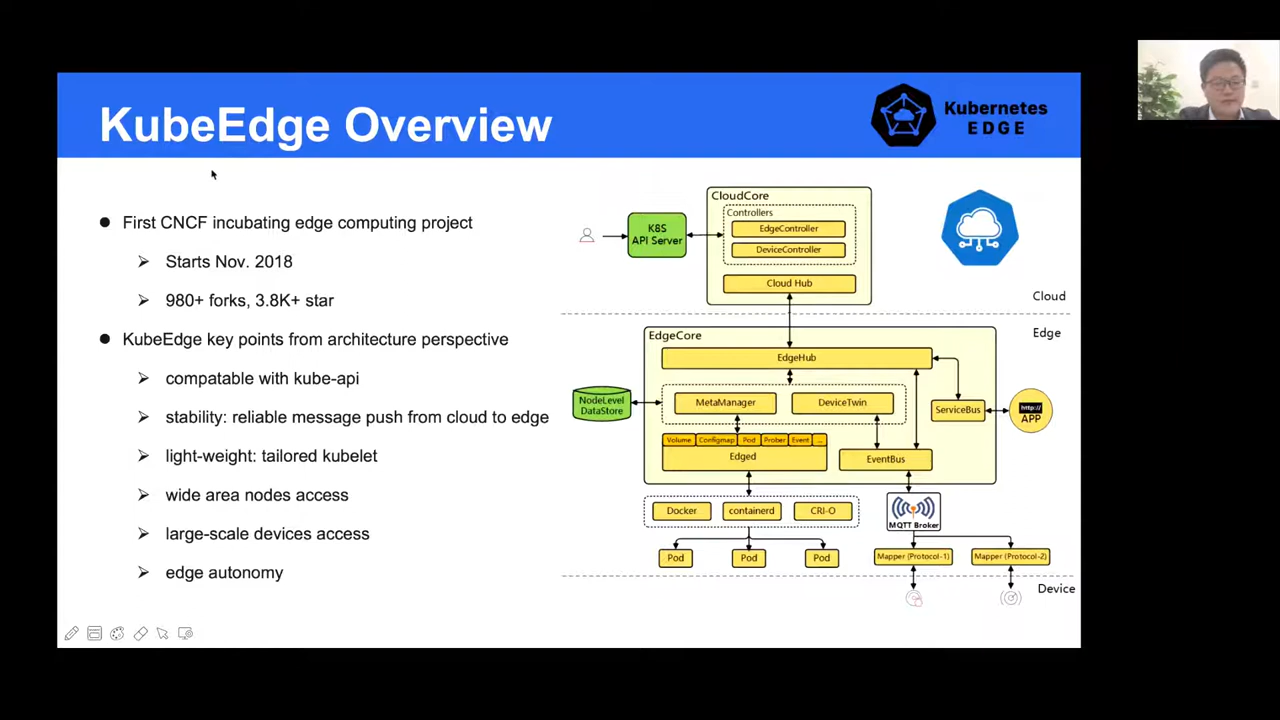 KubeEdge Overview
Kubernetes
EDGE
First CNCF incubating edge computing project
Starts Nov. 2018
980+ forks, 3.8K+ star
KubeEdge key points from architecture perspective
compatable with kube-api
stability: reliable message push from cloud to edge
light-weight: tailored kubelet
wide area nodes access
large-scale devices access
edge autonomy
CloudCore
Controllers
K8S
API Server
EdgeController
DeviceController
Cloud Hub
Cloud
Edge
EdgeCore
EdgeHub
NodeLevel
DataStore
MetaManager
DeviceTwin
ServiceBus
http://
APP
Volume
Configmap
Pod
Prober
Event
...
Edged
EventBus
Docker
containerd
CRI-O
MQTT Broker
Pod
Pod
Pod
Mapper (Protocol-1)
Mapper (Protocol-2)
Device